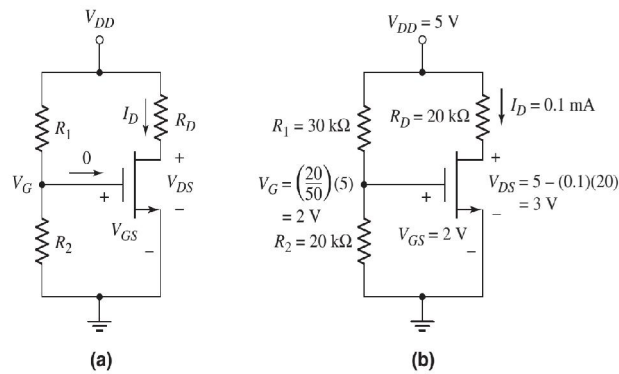 V_DD
I_D
R_D
R_1
0
+
V_G
V_DS
+
−
V_GS
R_2
−
(a)
V_DD = 5 V
I_D = 0.1 mA
R_D = 20 kΩ
R_1 = 30 kΩ
+
V_G = (20/50)(5)
= 2 V
V_DS = 5 − (0.1)(20)
= 3 V
+
−
V_GS = 2 V
R_2 = 20 kΩ
−
(b)